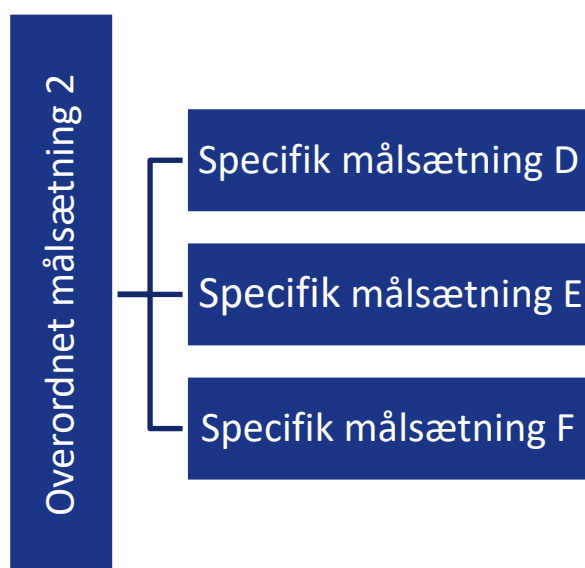 Overordnet målsætning 2
Specifik målsætning D
Specifik målsætning E
Specifik målsætning F